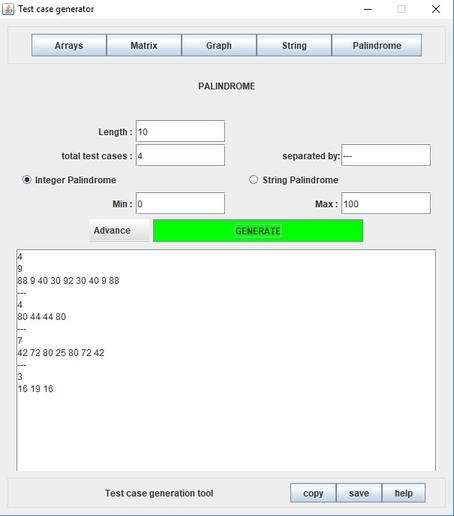 Test case generator
Arrays Matrix Graph String Palindrome
PALINDROME
Length : 10
total test cases : 4 separated by: ---
Integer Palindrome String Palindrome
Min : 0 Max : 100
Advance GENERATE
4
9
88 9 40 30 92 30 40 9 88
---
4
80 44 44 80
---
7
42 72 80 25 80 72 42
---
3
16 19 16
Test case generation tool copy save help